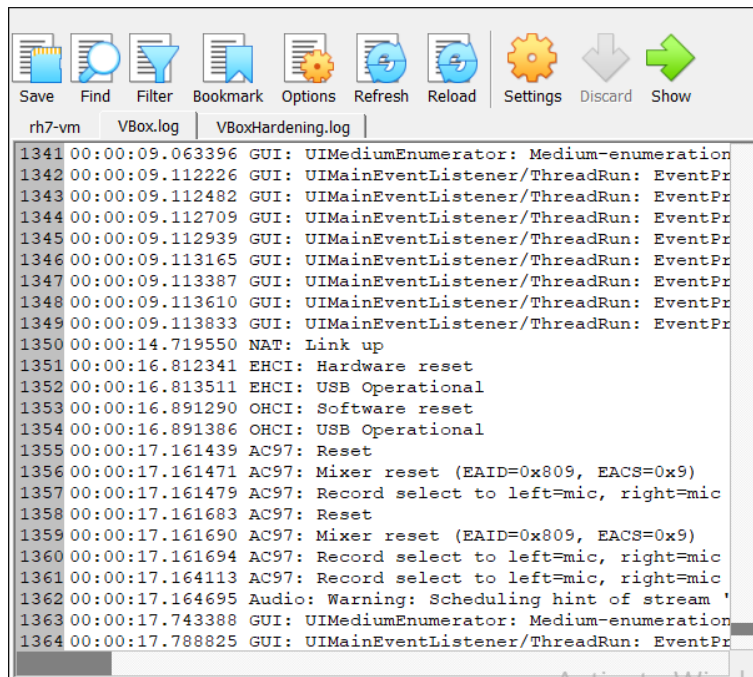 Save Find Filter Bookmark Options Refresh Reload Settings Discard Show
rh7-vm VBox.log VBoxHardening.log
1341 00:00:09.063396 GUI: UIMediumEnumerator: Medium-enumeration
1342 00:00:09.112226 GUI: UIMainEventListener/ThreadRun: EventPr
1343 00:00:09.112482 GUI: UIMainEventListener/ThreadRun: EventPr
1344 00:00:09.112709 GUI: UIMainEventListener/ThreadRun: EventPr
1345 00:00:09.112939 GUI: UIMainEventListener/ThreadRun: EventPr
1346 00:00:09.113165 GUI: UIMainEventListener/ThreadRun: EventPr
1347 00:00:09.113387 GUI: UIMainEventListener/ThreadRun: EventPr
1348 00:00:09.113610 GUI: UIMainEventListener/ThreadRun: EventPr
1349 00:00:09.113833 GUI: UIMainEventListener/ThreadRun: EventPr
1350 00:00:14.719550 NAT: Link up
1351 00:00:16.812341 EHCI: Hardware reset
1352 00:00:16.813511 EHCI: USB Operational
1353 00:00:16.891290 OHCI: Software reset
1354 00:00:16.891386 OHCI: USB Operational
1355 00:00:17.161439 AC97: Reset
1356 00:00:17.161471 AC97: Mixer reset (EAID=0x809, EACS=0x9)
1357 00:00:17.161479 AC97: Record select to left=mic, right=mic
1358 00:00:17.161683 AC97: Reset
1359 00:00:17.161690 AC97: Mixer reset (EAID=0x809, EACS=0x9)
1360 00:00:17.161694 AC97: Record select to left=mic, right=mic
1361 00:00:17.164113 AC97: Record select to left=mic, right=mic
1362 00:00:17.164695 Audio: Warning: Scheduling hint of stream '
1363 00:00:17.743388 GUI: UIMediumEnumerator: Medium-enumeration
1364 00:00:17.788825 GUI: UIMainEventListener/ThreadRun: EventPr